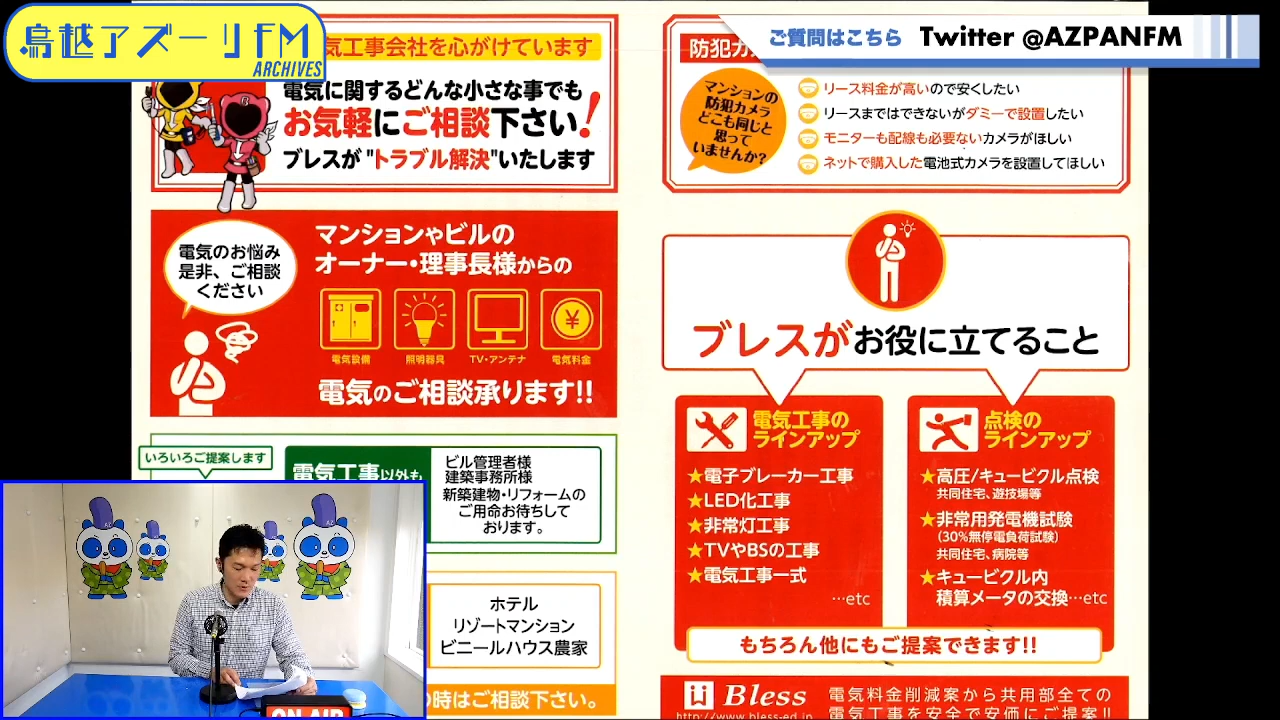 鳥越アズーリFM
ARCHIVES
ご質問はこちら Twitter @AZPANFM
気工事会社を心がけています
電気に関するどんな小さな事でも
お気軽にご相談下さい!
ブレスが"トラブル解決"いたします
電気のお悩み
是非、ご相談
ください
マンションやビルの
オーナー・理事長様からの
電気設備
照明器具
TV・アンテナ
電気料金
電気のご相談承ります!!
いろいろご提案します
電気工事以外も
ビル管理者様
建築事務所様
新築建物・リフォームの
ご用命お待ちして
おります。
ホテル
リゾートマンション
ビニールハウス農家
の時はご相談下さい。
ON AIR
AZ
防犯カ
マンションの
防犯カメラ
どこも同じと
思って
いませんか?
リース料金が高いので安くしたい
リースまではできないがダミーで設置したい
モニターも配線も必要ないカメラがほしい
ネットで購入した電池式カメラを設置してほしい
ブレスがお役に立てること
電気工事の
ラインアップ
★電子ブレーカー工事
★LED化工事
★非常灯工事
★TVやBSの工事
★電気工事一式
…etc
点検の
ラインアップ
★高圧/キュービクル点検
共同住宅、遊技場等
★非常用発電機試験
(30%無停電負荷試験)
共同住宅、病院等
★キュービクル内
積算メータの交換…etc
もちろん他にもご提案できます!!
Bless
http://www.bless-ed.jp
電気料金削減案から共用部全ての
電気工事を安全で安価にご提案!!